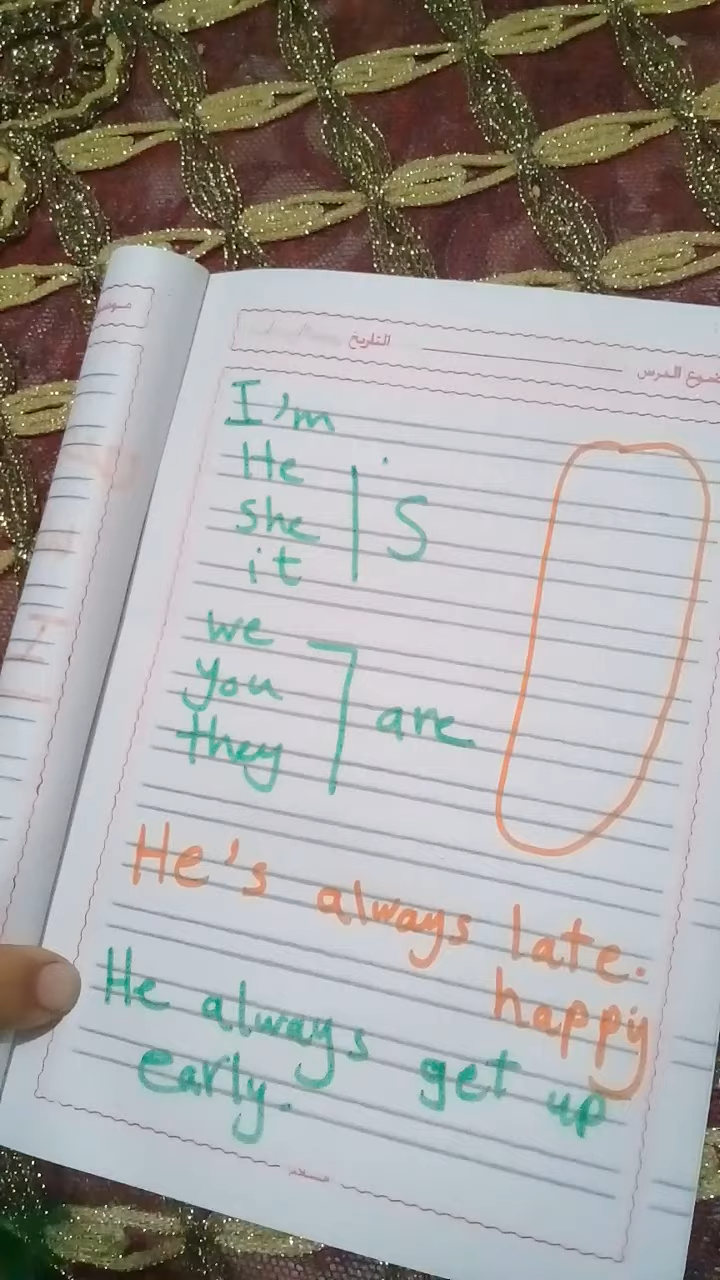 التاريخ
موضوع الدرس
I'm
He
she
it
is
we
you
they
are
He's always late.
happy
He always get up
early.